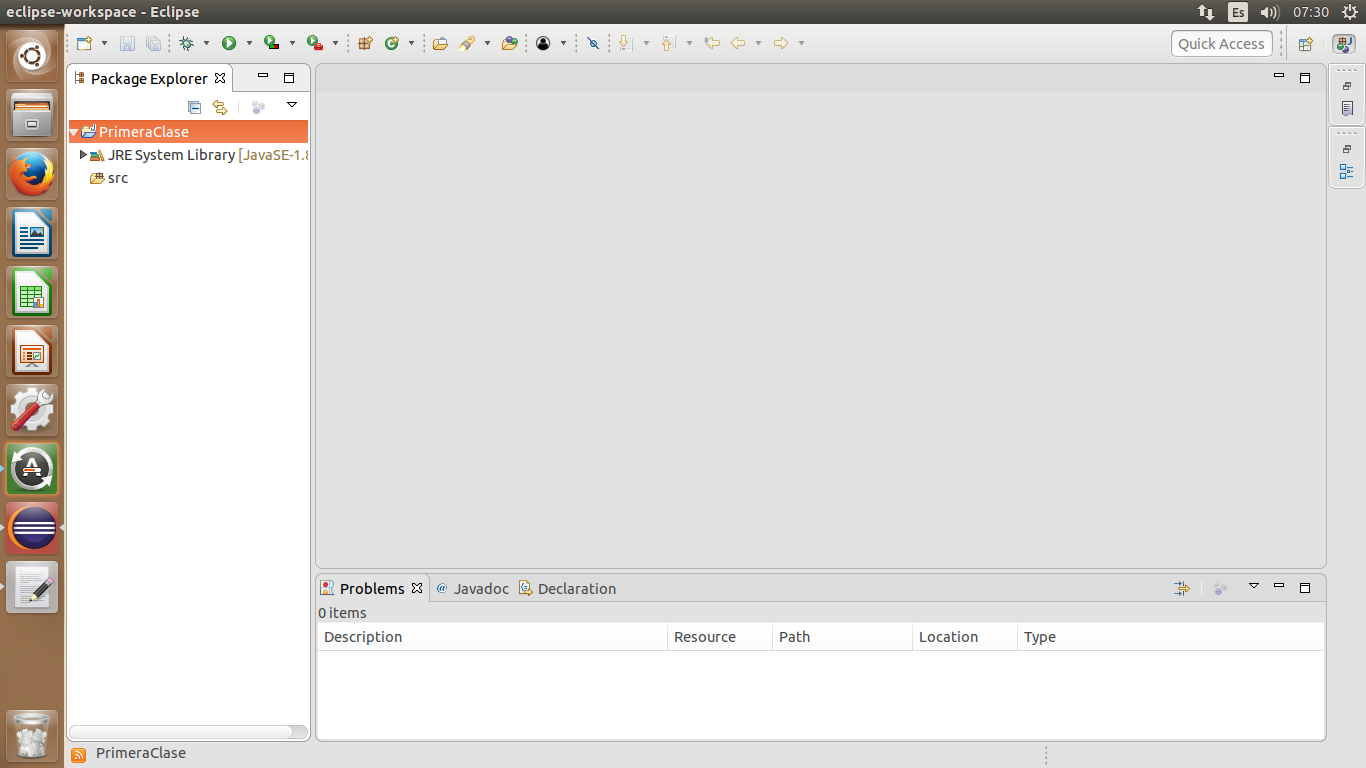 eclipse-workspace - Eclipse
Es
07:30
Quick Access
Package Explorer
PrimeraClase
JRE System Library [JavaSE-1.8
src
Problems
@ Javadoc
Declaration
0 items
Description Resource Path Location Type
PrimeraClase